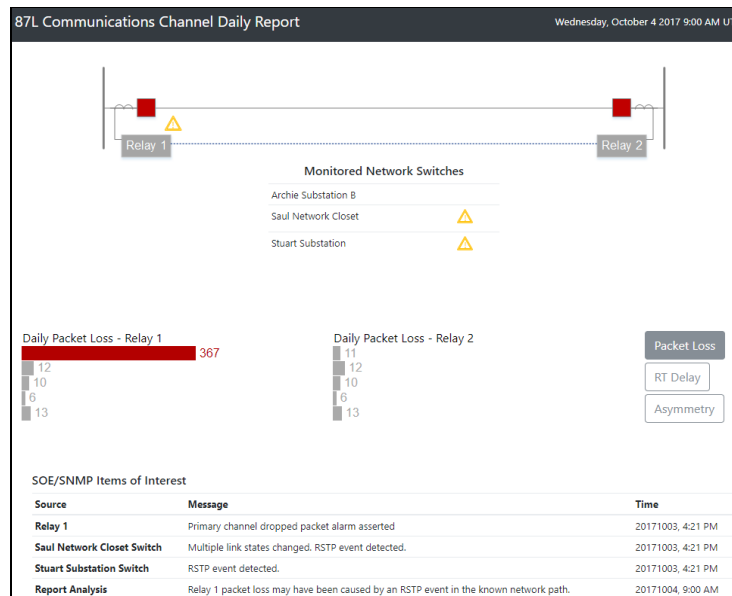 87L Communications Channel Daily Report
Wednesday, October 4 2017 9:00 AM
Relay 1
Relay 2
Monitored Network Switches
Archie Substation B
Saul Network Closet
Stuart Substation
Daily Packet Loss - Relay 1
367
12
10
6
13
Daily Packet Loss - Relay 2
11
12
10
6
13
Packet Loss
RT Delay
Asymmetry
SOE/SNMP Items of Interest
Source Message Time
Relay 1 Primary channel dropped packet alarm asserted 20171003, 4:21 PM
Saul Network Closet Switch Multiple link states changed. RSTP event detected. 20171003, 4:21 PM
Stuart Substation Switch RSTP event detected. 20171003, 4:21 PM
Report Analysis Relay 1 packet loss may have been caused by an RSTP event in the known network path. 20171004, 9:00 AM